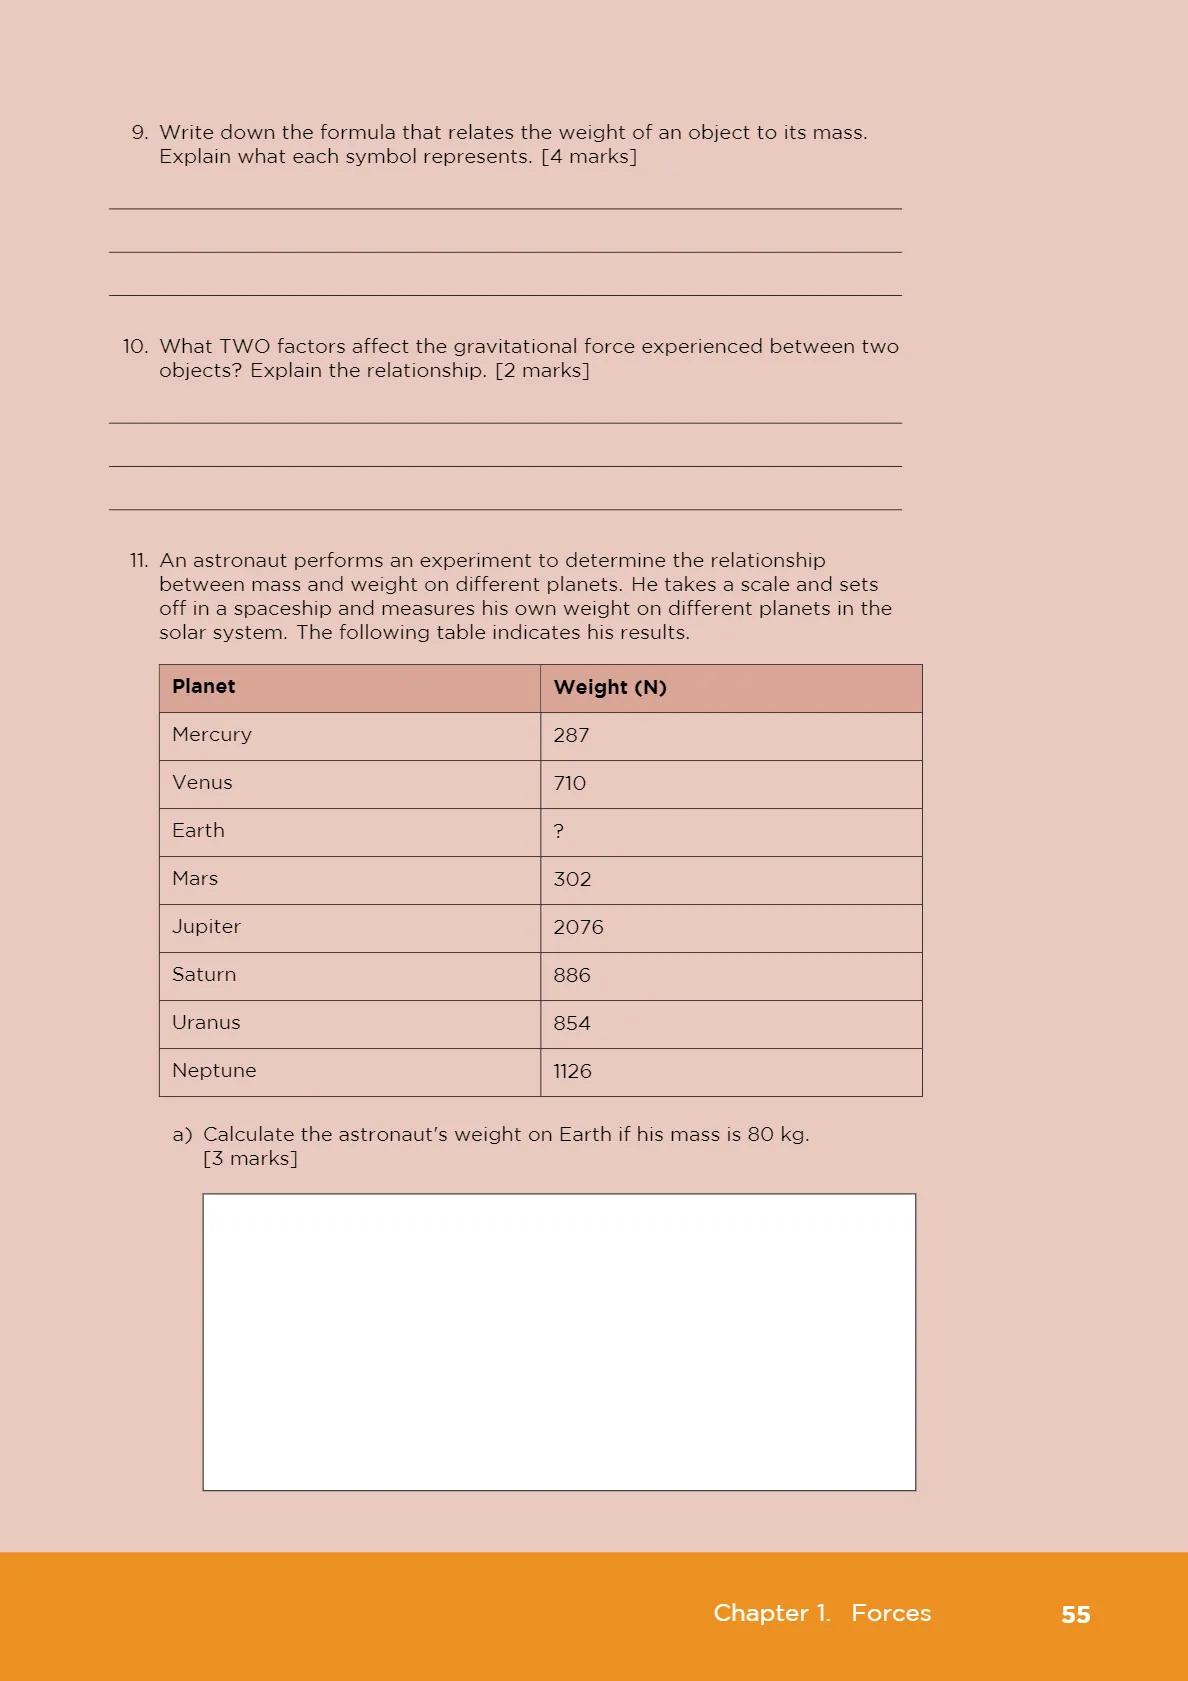 9. Write down the formula that relates the weight of an object to its mass.
Explain what each symbol represents. [4 marks]
10. What TWO factors affect the gravitational force experienced between two
objects? Explain the relationship. [2 marks]
11. An astronaut performs an experiment to determine the relationship
between mass and weight on different planets. He takes a scale and sets
off in a spaceship and measures his own weight on different planets in the
solar system. The following table indicates his results.
Planet Weight (N)
Mercury 287
Venus 710
Earth ?
Mars 302
Jupiter 2076
Saturn 886
Uranus 854
Neptune 1126
a) Calculate the astronaut's weight on Earth if his mass is 80 kg.
[3 marks]
Chapter 1. Forces 55